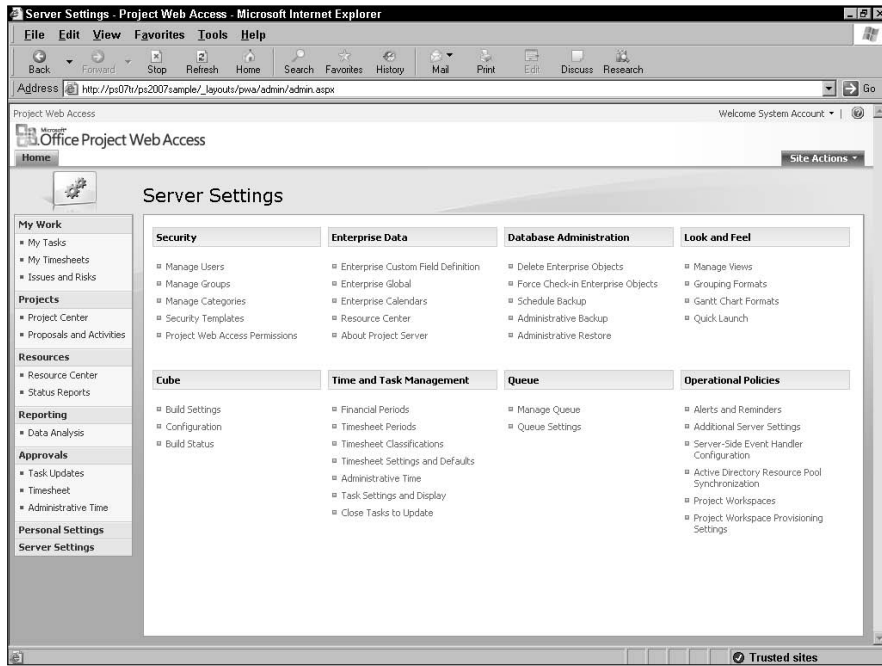 Server Settings - Project Web Access - Microsoft Internet Explorer
File Edit View Favorites Tools Help
Back Forward Stop Refresh Home Search Favorites History Mail Print Edit Discuss Research
Address http://ps07tr/ps2007sample/_layouts/pwa/admin/admin.aspx Go
Project Web Access Welcome System Account
Microsoft
Office Project Web Access
Home Site Actions
Server Settings
My Work
My Tasks
My Timesheets
Issues and Risks
Projects
Project Center
Proposals and Activities
Resources
Resource Center
Status Reports
Reporting
Data Analysis
Approvals
Task Updates
Timesheet
Administrative Time
Personal Settings
Server Settings
Security
Manage Users
Manage Groups
Manage Categories
Security Templates
Project Web Access Permissions
Enterprise Data
Enterprise Custom Field Definition
Enterprise Global
Enterprise Calendars
Resource Center
About Project Server
Database Administration
Delete Enterprise Objects
Force Check-in Enterprise Objects
Schedule Backup
Administrative Backup
Administrative Restore
Look and Feel
Manage Views
Grouping Formats
Gantt Chart Formats
Quick Launch
Cube
Build Settings
Configuration
Build Status
Time and Task Management
Financial Periods
Timesheet Periods
Timesheet Classifications
Timesheet Settings and Defaults
Administrative Time
Task Settings and Display
Close Tasks to Update
Queue
Manage Queue
Queue Settings
Operational Policies
Alerts and Reminders
Additional Server Settings
Server-Side Event Handler
Configuration
Active Directory Resource Pool
Synchronization
Project Workspaces
Project Workspace Provisioning
Settings
Trusted sites